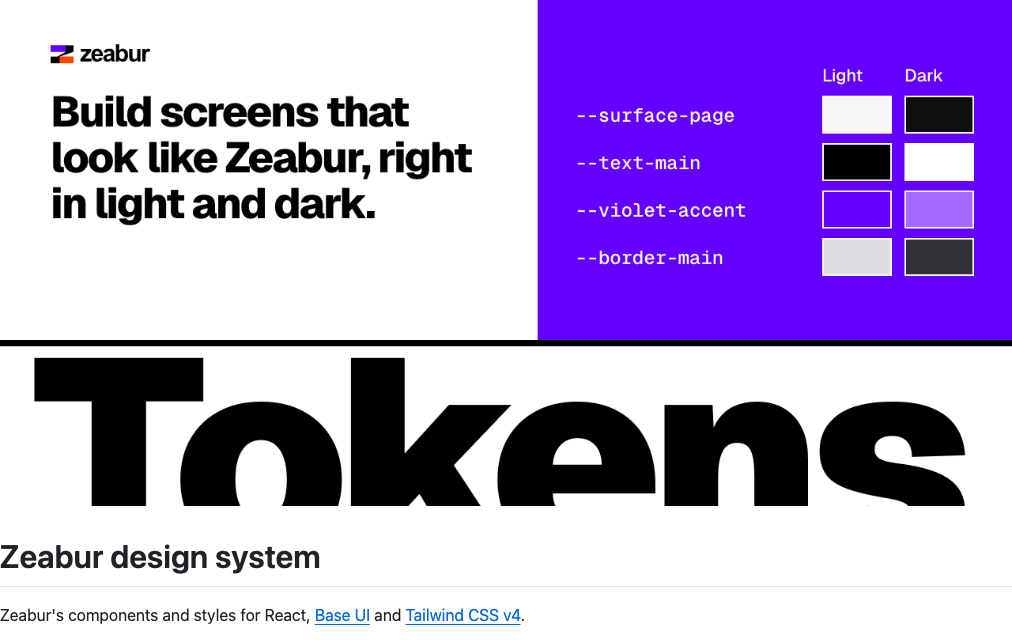 zeabur
Build screens that
look like Zeabur, right
in light and dark.
Light Dark
--surface-page
--text-main
--violet-accent
--border-main
Tokens
Zeabur design system
Zeabur's components and styles for React, Base UI and Tailwind CSS v4.